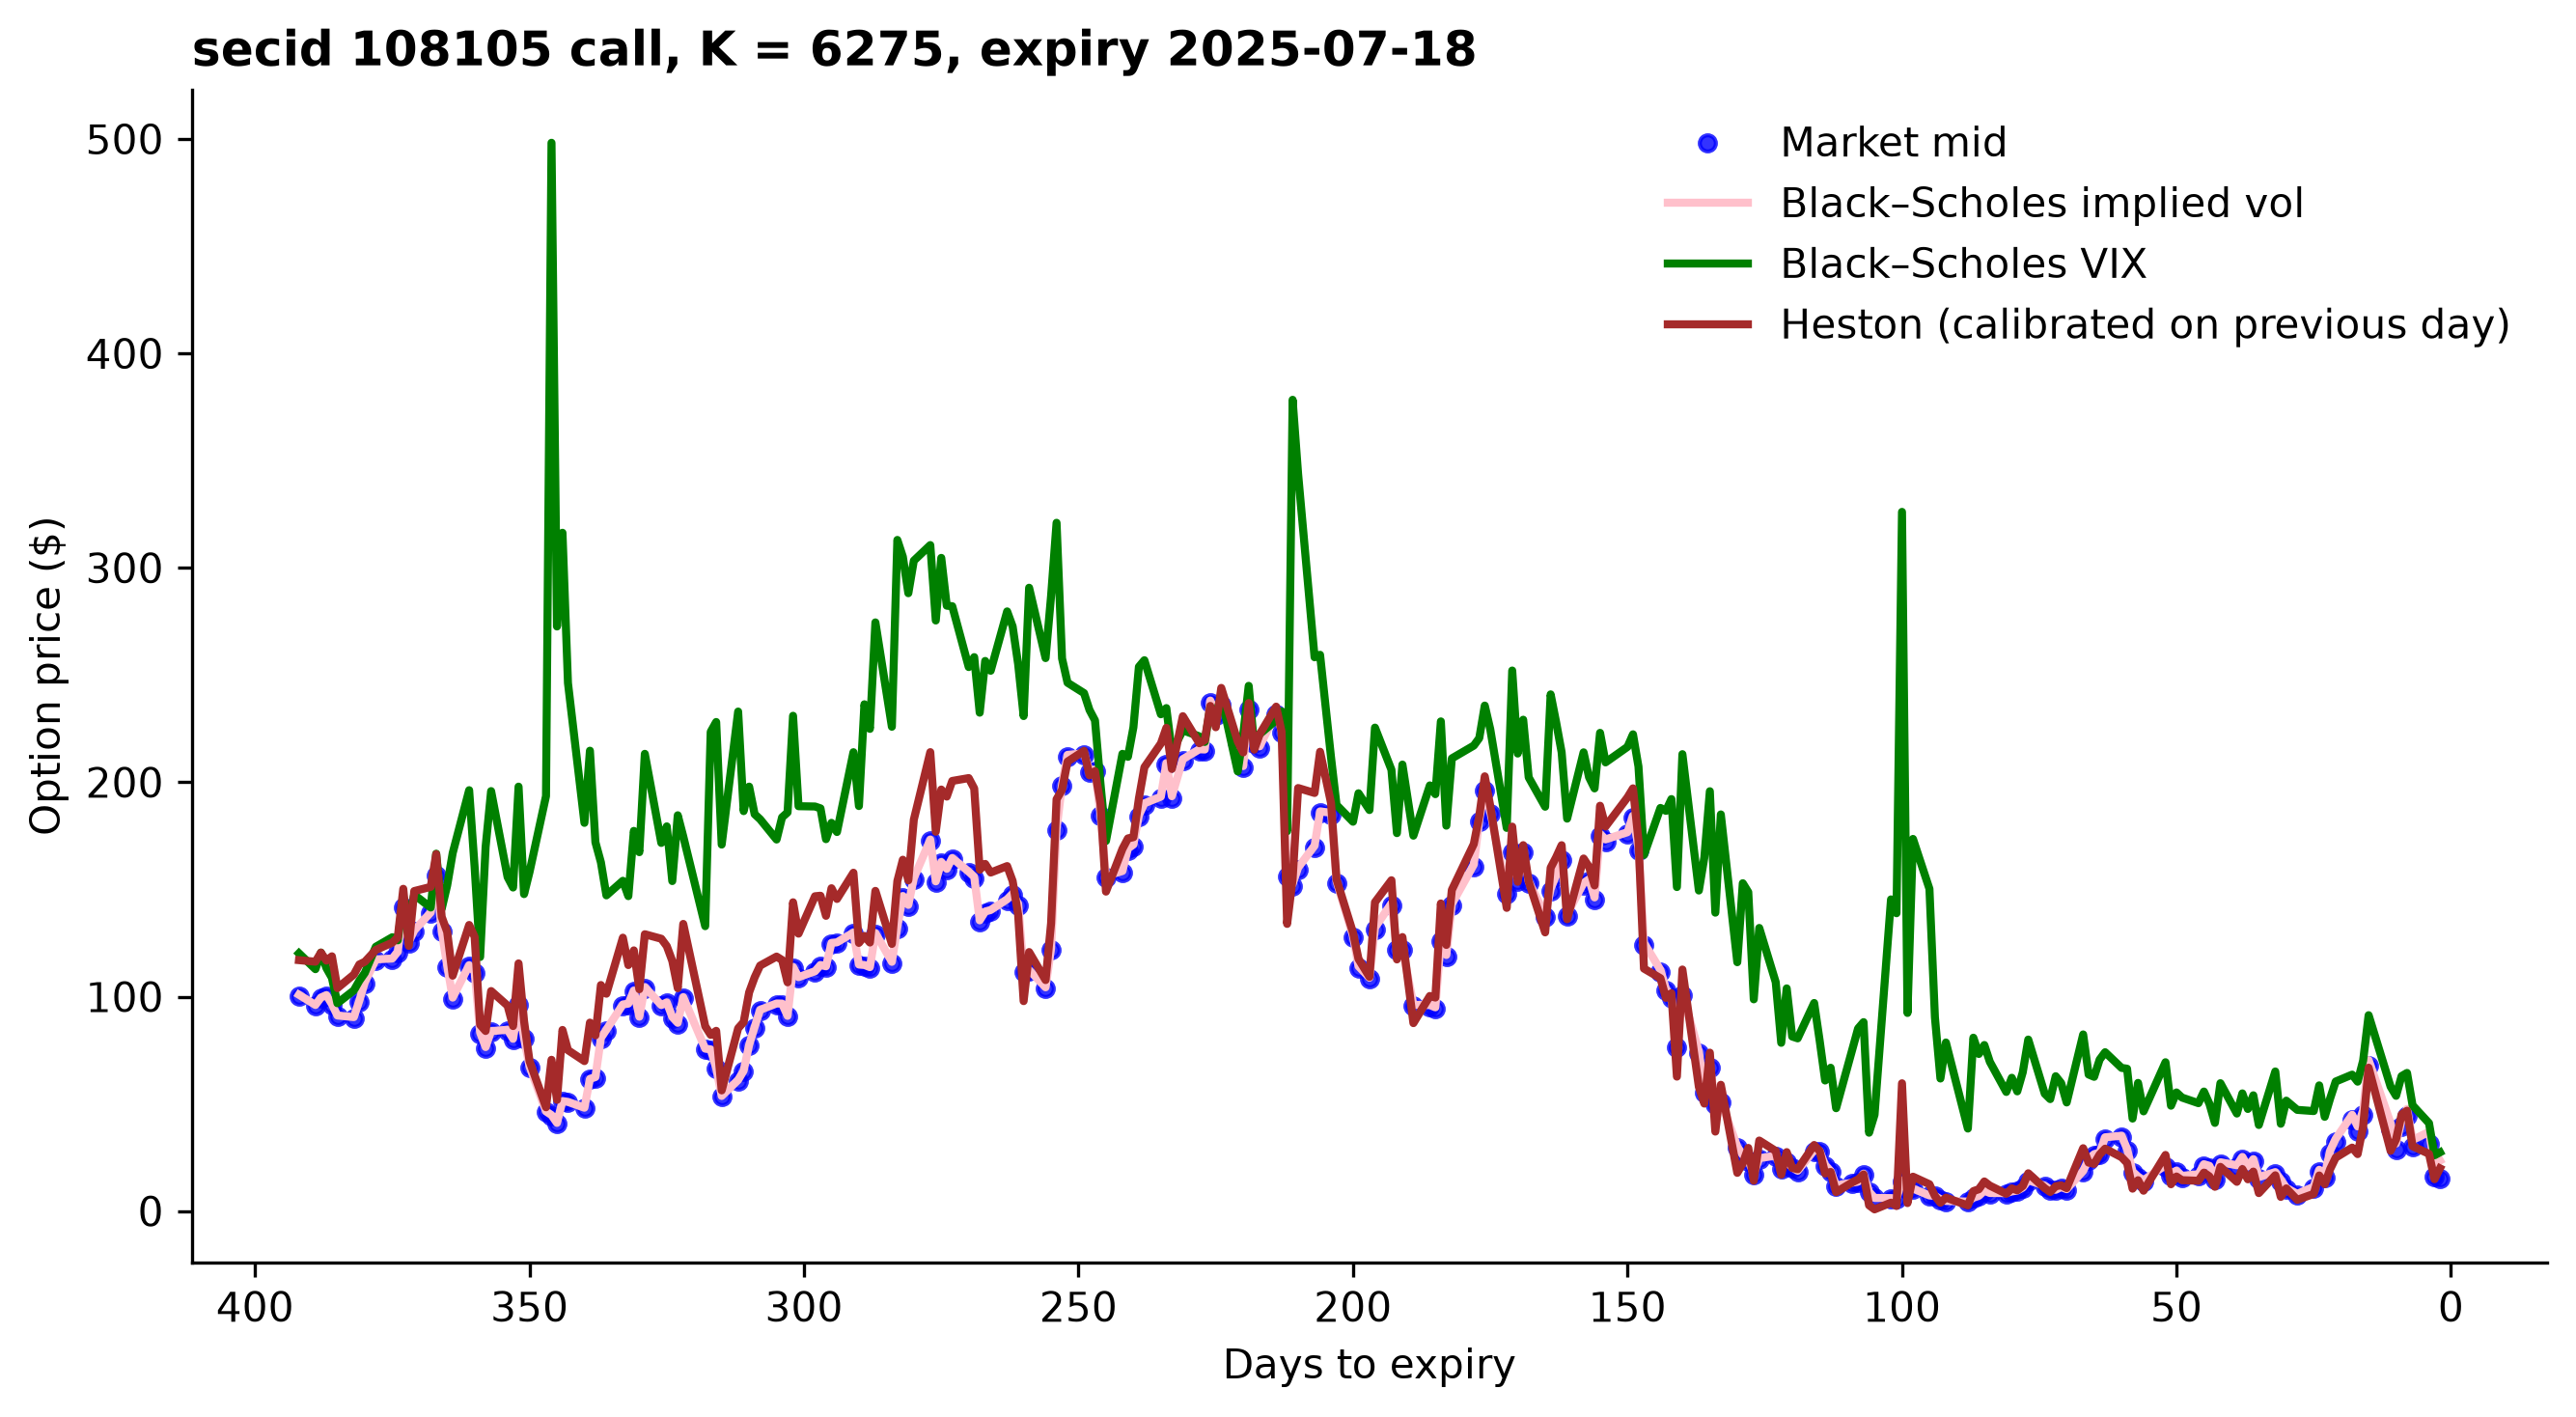 secid 108105 call, K = 6275, expiry 2025-07-18
Market mid
Black–Scholes implied vol
Black–Scholes VIX
Heston (calibrated on previous day)
Option price ($)
500
400
300
200
100
0
400 350 300 250 200 150 100 50 0
Days to expiry